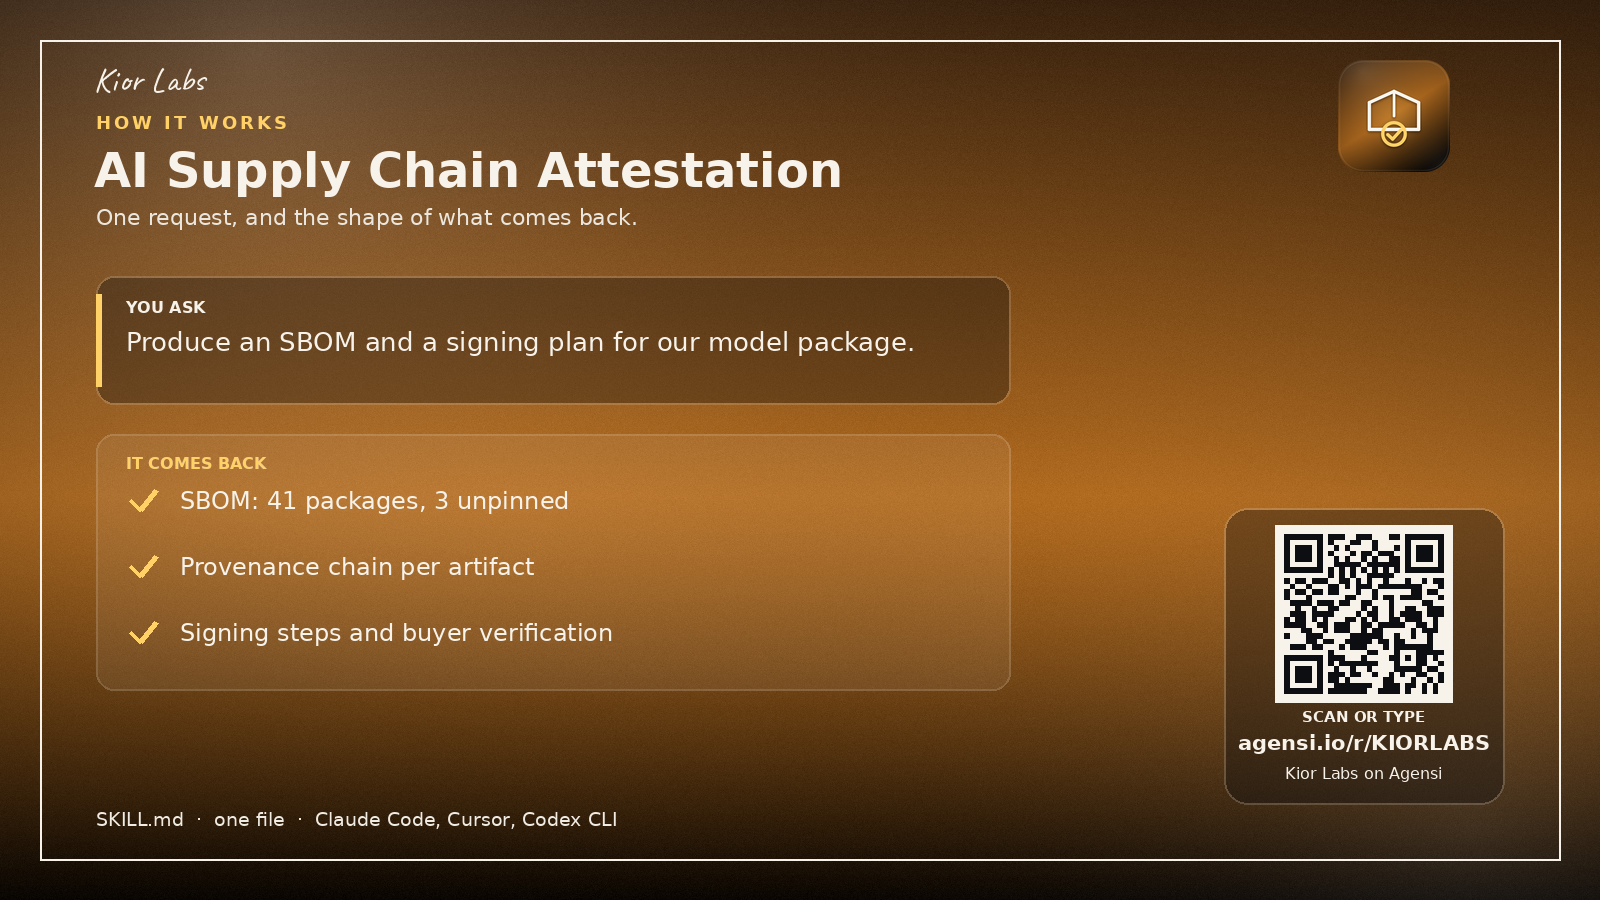 Kior Labs
HOW IT WORKS
AI Supply Chain Attestation
One request, and the shape of what comes back.
YOU ASK
Produce an SBOM and a signing plan for our model package.
IT COMES BACK
SBOM: 41 packages, 3 unpinned
Provenance chain per artifact
Signing steps and buyer verification
SCAN OR TYPE
agensi.io/r/KIORLABS
Kior Labs on Agensi
SKILL.md · one file · Claude Code, Cursor, Codex CLI